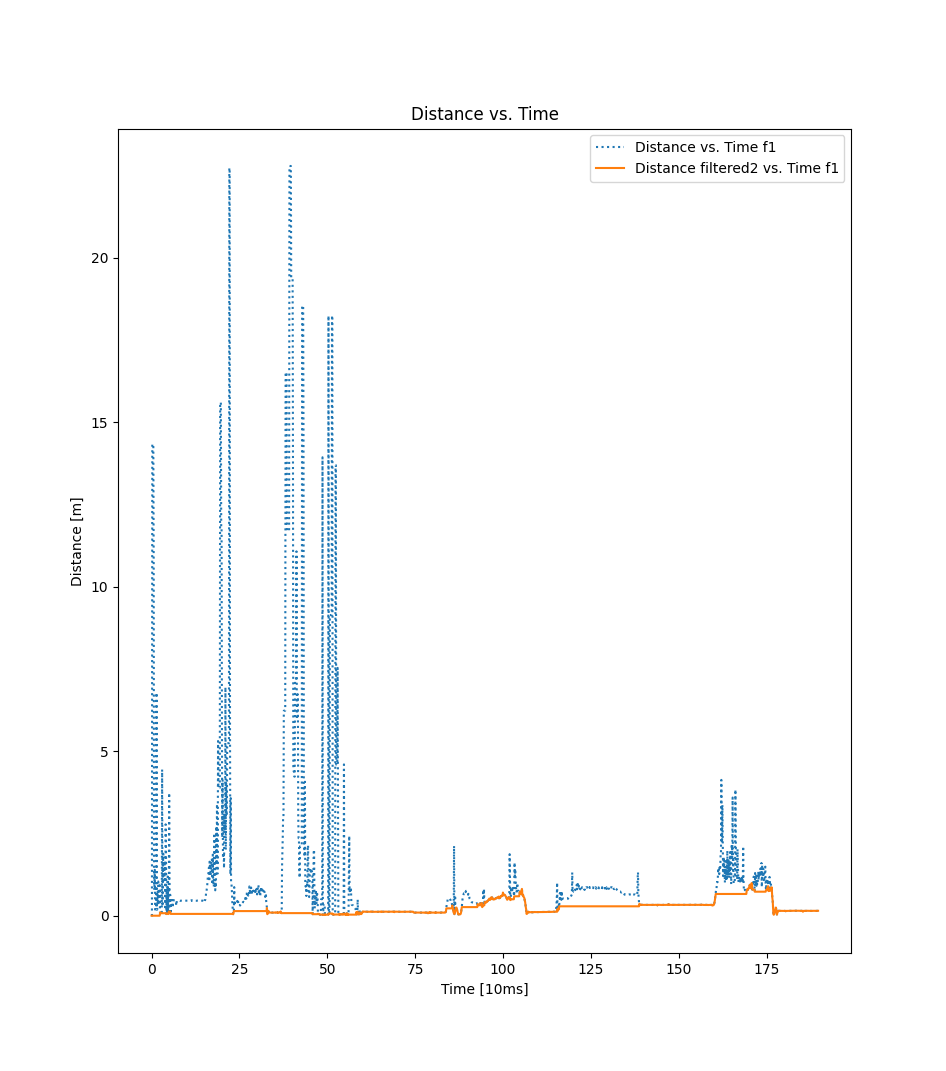 Distance vs. Time
Distance vs. Time f1
Distance filtered2 vs. Time f1
20
15
10
5
0
Distance [m]
0 25 50 75 100 125 150 175
Time [10ms]